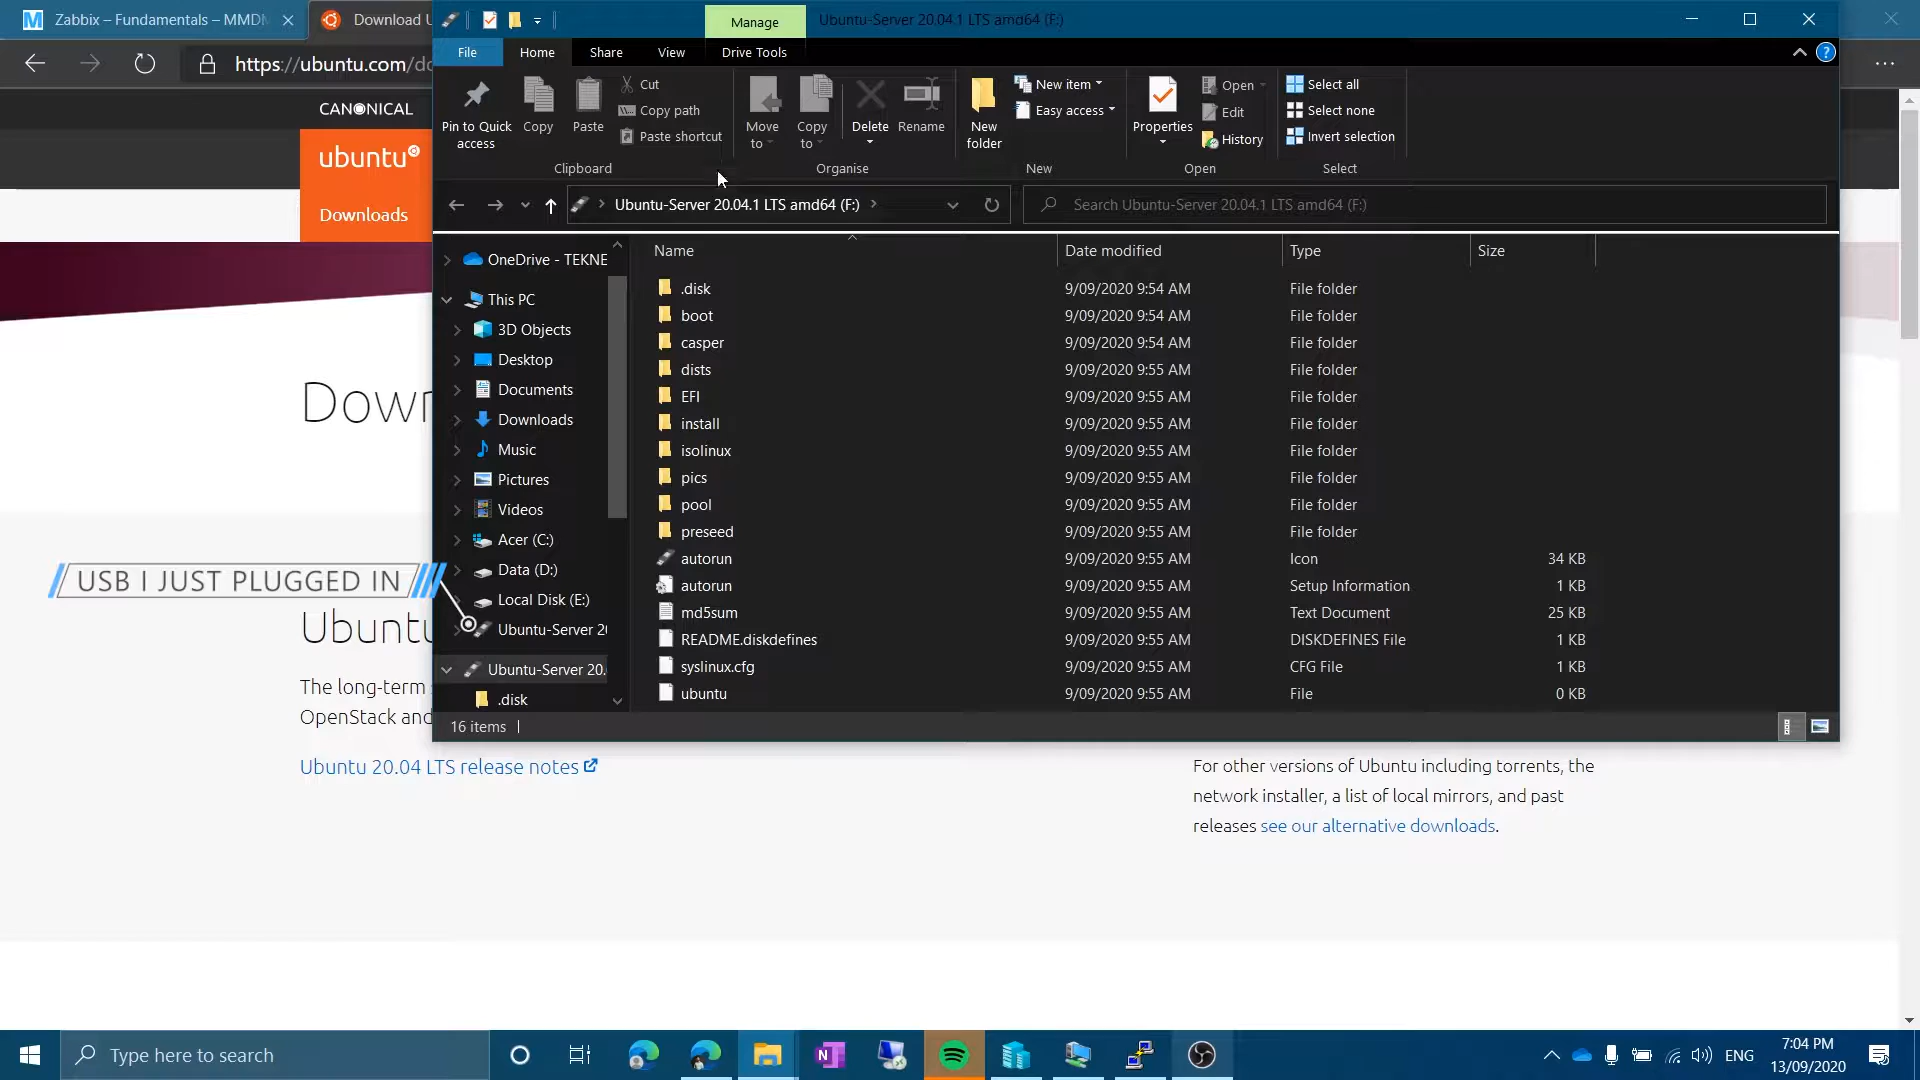 Zabbix – Fundamentals – MMDM
Download U
Manage
Ubuntu-Server 20.04.1 LTS amd64 (F:)
https://ubuntu.com/do
File
Home
Share
View
Drive Tools
CANONICAL
ubuntu
Downloads
Pin to Quick
access
Copy
Paste
Cut
Copy path
Paste shortcut
Clipboard
Move
to
Copy
to
Delete
Rename
Organise
New
folder
New item
Easy access
New
Properties
Open
Edit
History
Open
Select all
Select none
Invert selection
Select
Ubuntu-Server 20.04.1 LTS amd64 (F:)
Search Ubuntu-Server 20.04.1 LTS amd64 (F:)
OneDrive - TEKNE
This PC
3D Objects
Desktop
Documents
Downloads
Music
Pictures
Videos
Acer (C:)
Data (D:)
Local Disk (E:)
Ubuntu-Server 20
Ubuntu-Server 20.
.disk
Name Date modified Type Size
.disk 9/09/2020 9:54 AM File folder
boot 9/09/2020 9:54 AM File folder
casper 9/09/2020 9:54 AM File folder
dists 9/09/2020 9:55 AM File folder
EFI 9/09/2020 9:55 AM File folder
install 9/09/2020 9:55 AM File folder
isolinux 9/09/2020 9:55 AM File folder
pics 9/09/2020 9:55 AM File folder
pool 9/09/2020 9:55 AM File folder
preseed 9/09/2020 9:55 AM File folder
autorun 9/09/2020 9:55 AM Icon 34 KB
autorun 9/09/2020 9:55 AM Setup Information 1 KB
md5sum 9/09/2020 9:55 AM Text Document 25 KB
README.diskdefines 9/09/2020 9:55 AM DISKDEFINES File 1 KB
syslinux.cfg 9/09/2020 9:55 AM CFG File 1 KB
ubuntu 9/09/2020 9:55 AM File 0 KB
16 items
Down
USB I JUST PLUGGED IN
Ubuntu
The long-term
OpenStack and
Ubuntu 20.04 LTS release notes
For other versions of Ubuntu including torrents, the
network installer, a list of local mirrors, and past
releases see our alternative downloads.
Type here to search
ENG
7:04 PM
13/09/2020